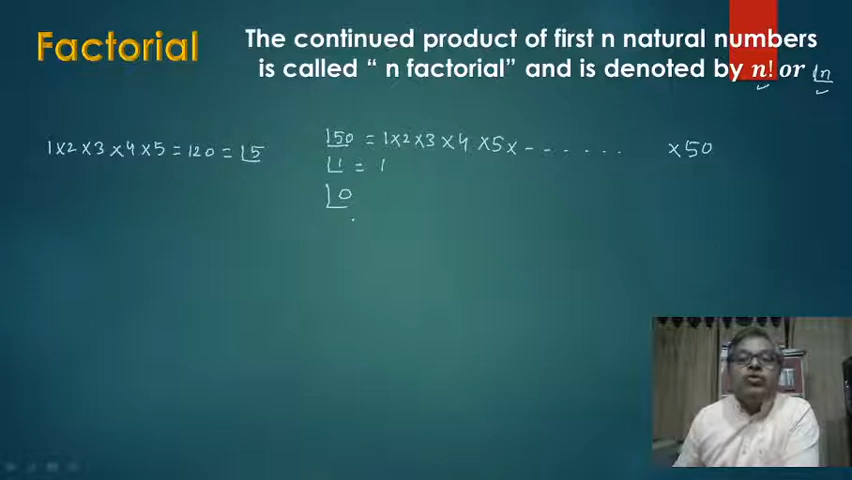 Factorial
The continued product of first n natural numbers
is called “ n factorial” and is denoted by n! or |n
1×2×3×4×5=120=|5
|50 = 1×2×3×4×5×- - - . . . ×50
|1 = 1
|0